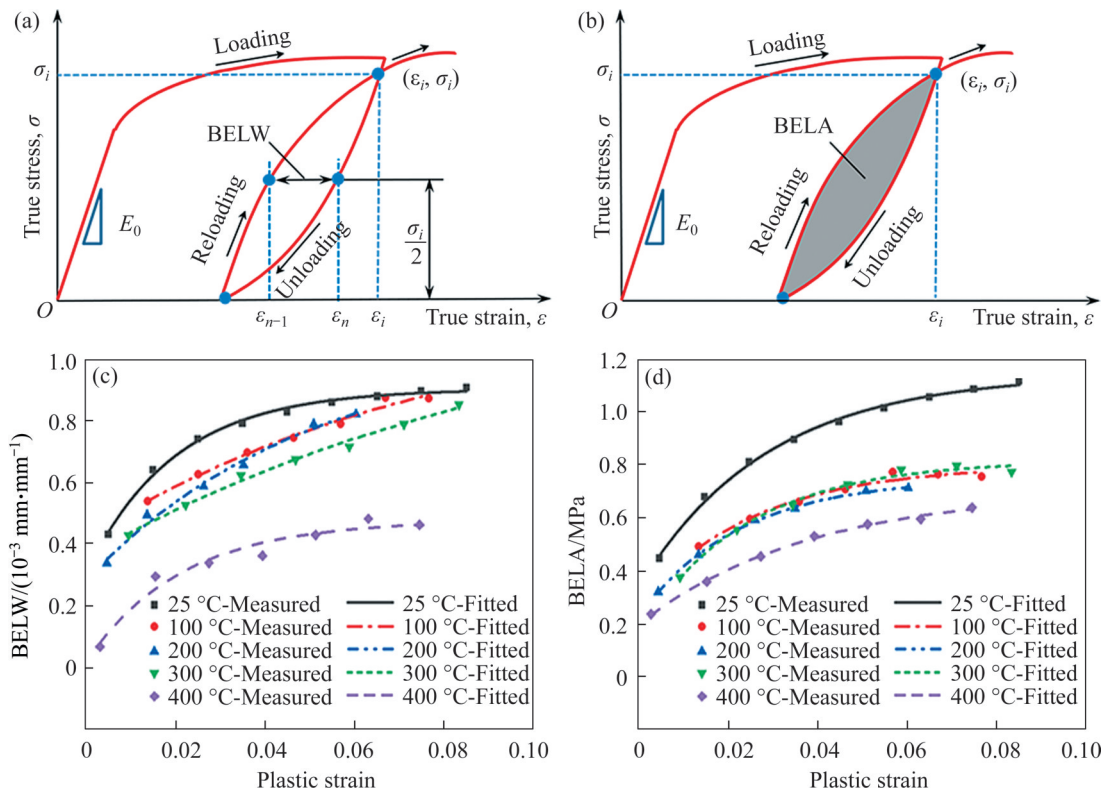 (a)
True stress, σ
σi
Loading
(εi, σi)
BELW
E0
Reloading
Unloading
σi/2
O
εn−1
εn
εi
True strain, ε
(b)
True stress, σ
σi
Loading
(εi, σi)
BELA
E0
Reloading
Unloading
O
εi
True strain, ε
(c)
BELW/(10⁻³ mm·mm⁻¹)
1.0
0.8
0.6
0.4
0.2
0
25 °C-Measured 25 °C-Fitted
100 °C-Measured 100 °C-Fitted
200 °C-Measured 200 °C-Fitted
300 °C-Measured 300 °C-Fitted
400 °C-Measured 400 °C-Fitted
0 0.02 0.04 0.06 0.08 0.10
Plastic strain
(d)
BELA/MPa
1.2
1.0
0.8
0.6
0.4
0.2
0
25 °C-Measured 25 °C-Fitted
100 °C-Measured 100 °C-Fitted
200 °C-Measured 200 °C-Fitted
300 °C-Measured 300 °C-Fitted
400 °C-Measured 400 °C-Fitted
0 0.02 0.04 0.06 0.08 0.10
Plastic strain